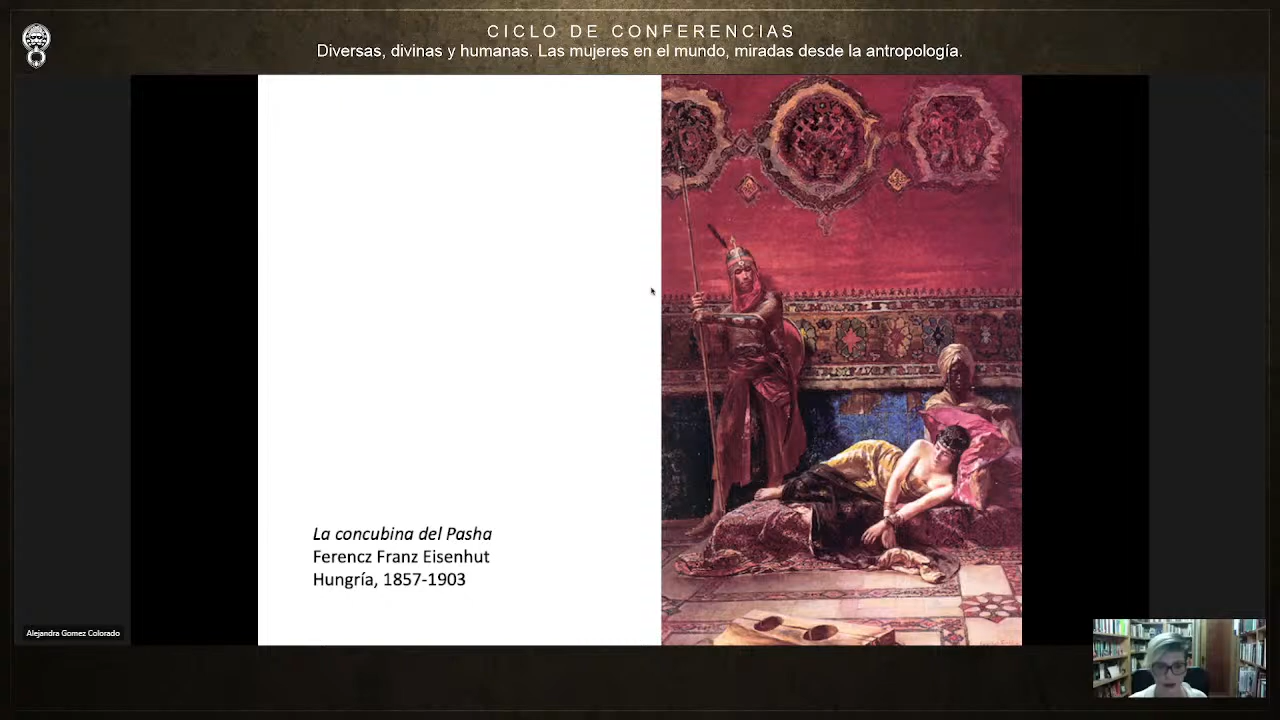 CICLO DE CONFERENCIAS
Diversas, divinas y humanas. Las mujeres en el mundo, miradas desde la antropología.
La concubina del Pasha
Ferencz Franz Eisenhut
Hungría, 1857-1903
Alejandra Gomez Colorado